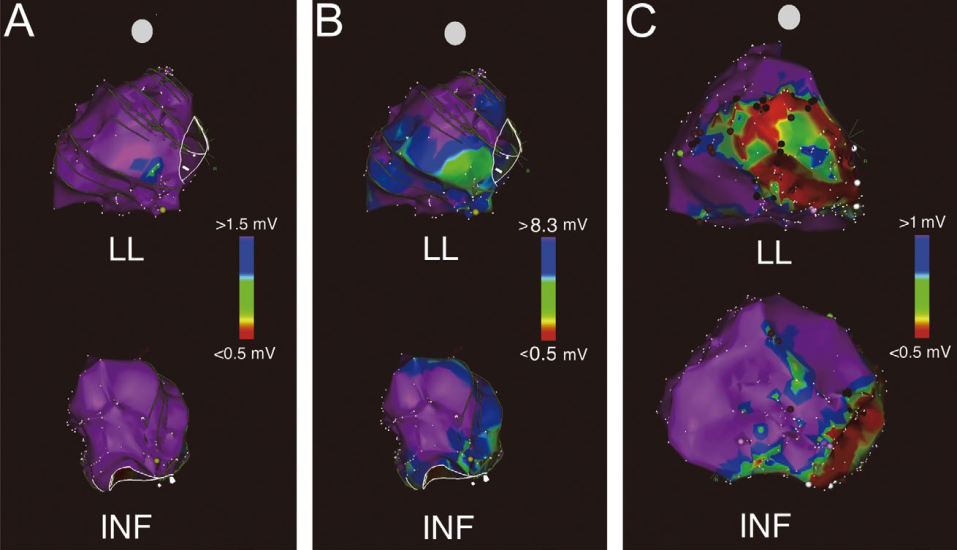 A
B
C
>1.5 mV
<0.5 mV
LL
INF
>8.3 mV
<0.5 mV
LL
INF
>1 mV
<0.5 mV
LL
INF